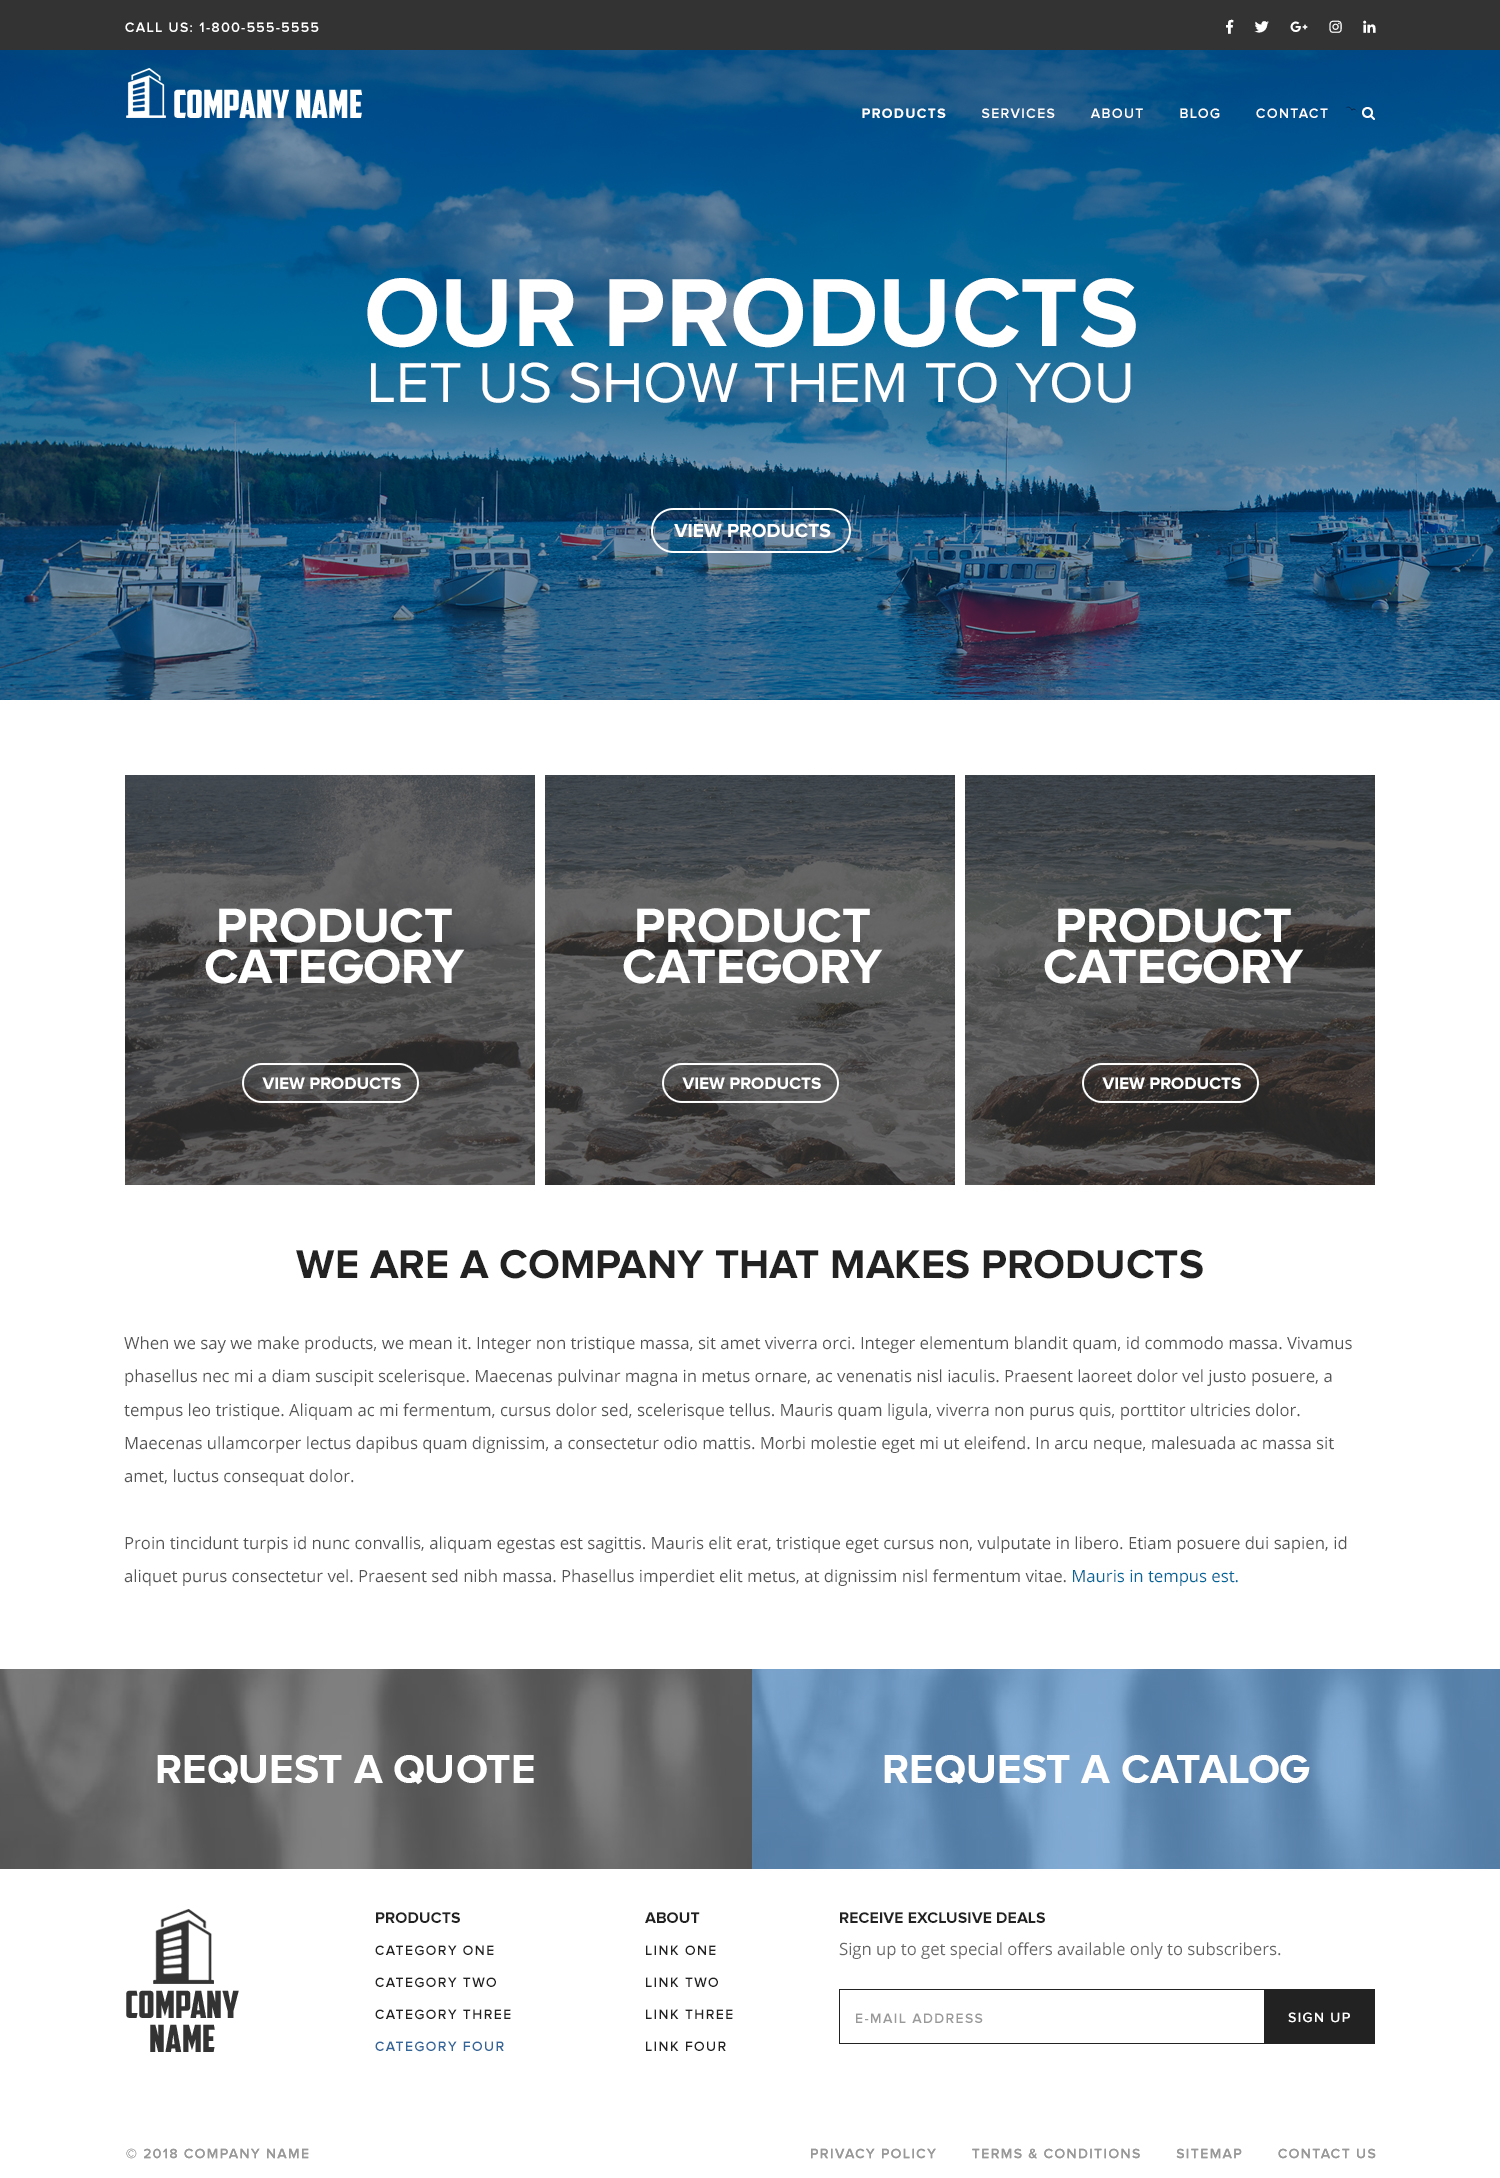 CALL US: 1-800-555-5555
COMPANY NAME
PRODUCTS SERVICES ABOUT BLOG CONTACT
OUR PRODUCTS
LET US SHOW THEM TO YOU
VIEW PRODUCTS
PRODUCT
CATEGORY
VIEW PRODUCTS
PRODUCT
CATEGORY
VIEW PRODUCTS
PRODUCT
CATEGORY
VIEW PRODUCTS
WE ARE A COMPANY THAT MAKES PRODUCTS
When we say we make products, we mean it. Integer non tristique massa, sit amet viverra orci. Integer elementum blandit quam, id commodo massa. Vivamus
phasellus nec mi a diam suscipit scelerisque. Maecenas pulvinar magna in metus ornare, ac venenatis nisl iaculis. Praesent laoreet dolor vel justo posuere, a
tempus leo tristique. Aliquam ac mi fermentum, cursus dolor sed, scelerisque tellus. Mauris quam ligula, viverra non purus quis, porttitor ultricies dolor.
Maecenas ullamcorper lectus dapibus quam dignissim, a consectetur odio mattis. Morbi molestie eget mi ut eleifend. In arcu neque, malesuada ac massa sit
amet, luctus consequat dolor.
Proin tincidunt turpis id nunc convallis, aliquam egestas est sagittis. Mauris elit erat, tristique eget cursus non, vulputate in libero. Etiam posuere dui sapien, id
aliquet purus consectetur vel. Praesent sed nibh massa. Phasellus imperdiet elit metus, at dignissim nisl fermentum vitae. Mauris in tempus est.
REQUEST A QUOTE
REQUEST A CATALOG
COMPANY
NAME
PRODUCTS
CATEGORY ONE
CATEGORY TWO
CATEGORY THREE
CATEGORY FOUR
ABOUT
LINK ONE
LINK TWO
LINK THREE
LINK FOUR
RECEIVE EXCLUSIVE DEALS
Sign up to get special offers available only to subscribers.
E-MAIL ADDRESS
SIGN UP
© 2018 COMPANY NAME
PRIVACY POLICY TERMS & CONDITIONS SITEMAP CONTACT US